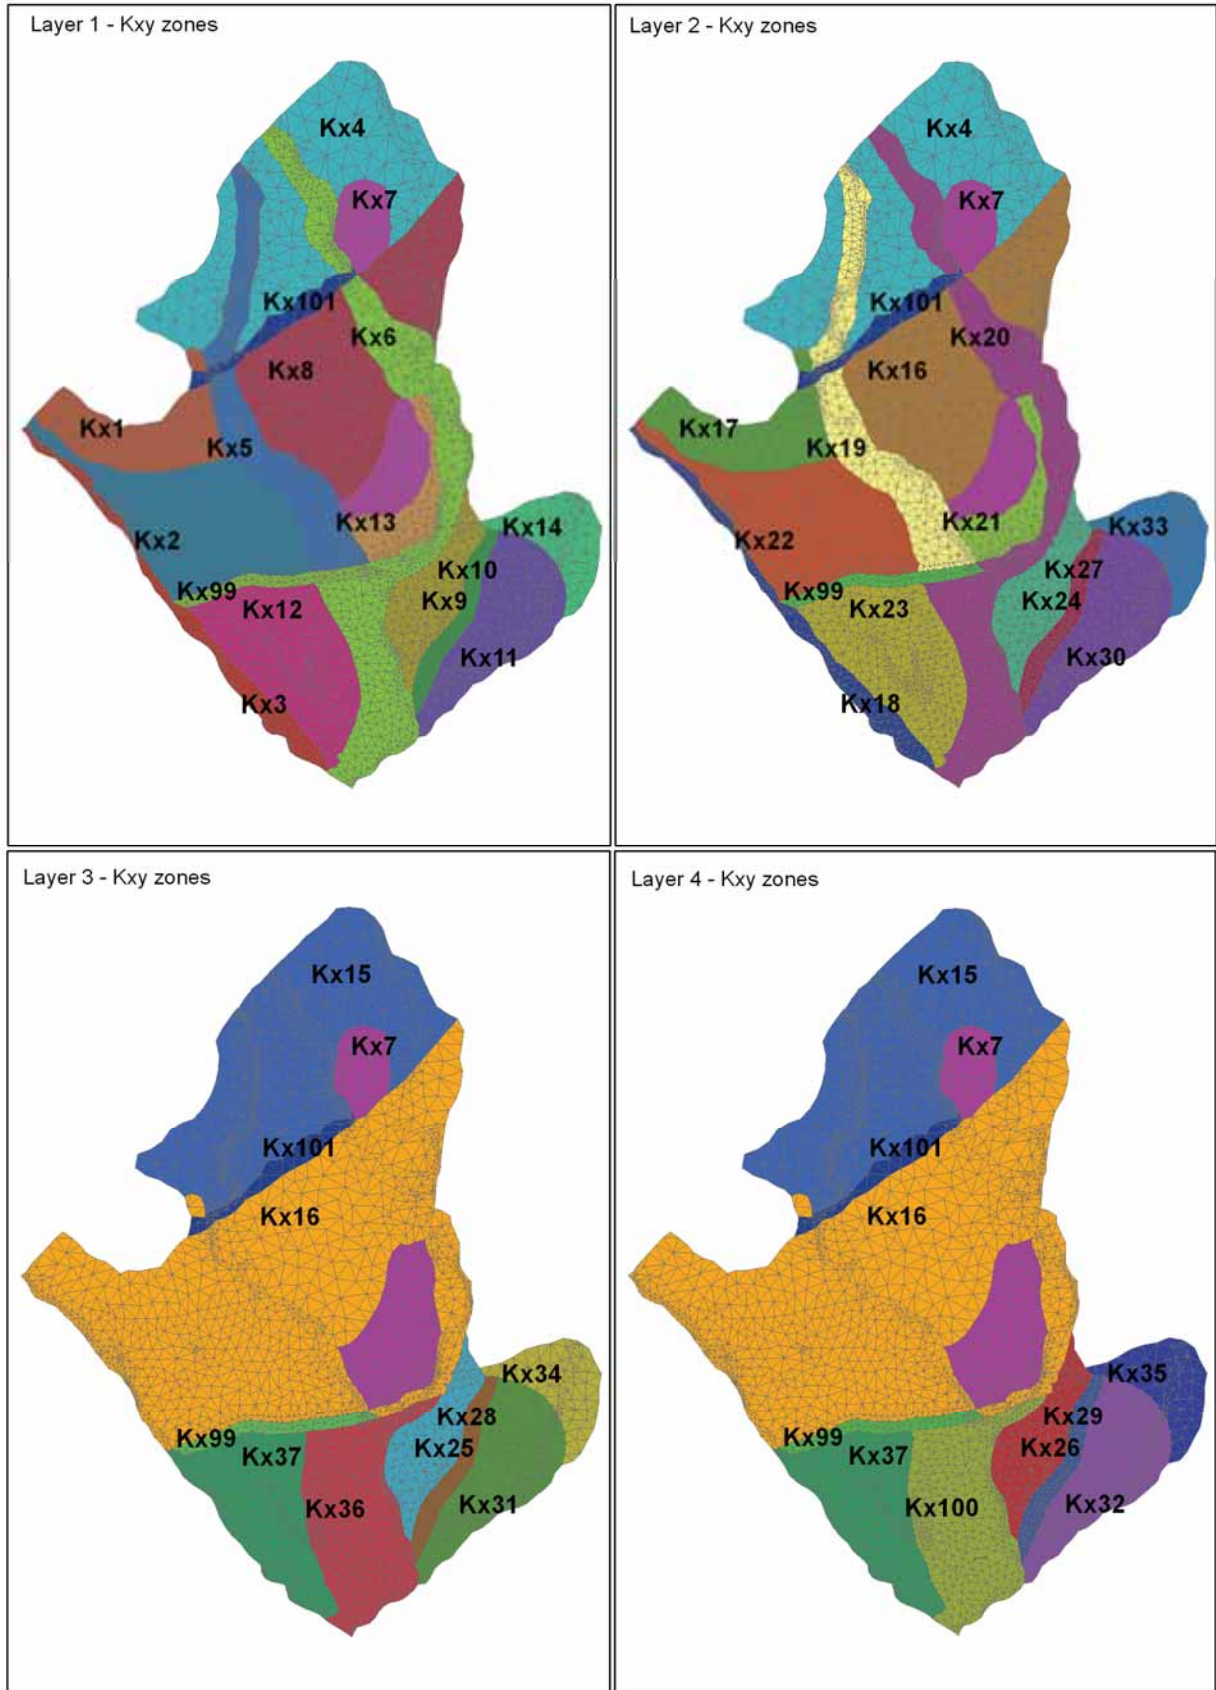 Layer 1 - Kxy zones
Kx4
Kx7
Kx101
Kx6
Kx8
Kx1
Kx5
Kx13
Kx14
Kx2
Kx10
Kx99
Kx9
Kx12
Kx11
Kx3
Layer 2 - Kxy zones
Kx4
Kx7
Kx101
Kx20
Kx16
Kx17
Kx19
Kx21
Kx33
Kx22
Kx27
Kx99
Kx24
Kx23
Kx30
Kx18
Layer 3 - Kxy zones
Kx15
Kx7
Kx101
Kx16
Kx34
Kx28
Kx99
Kx25
Kx37
Kx31
Kx36
Layer 4 - Kxy zones
Kx15
Kx7
Kx101
Kx16
Kx35
Kx29
Kx99
Kx26
Kx37
Kx32
Kx100